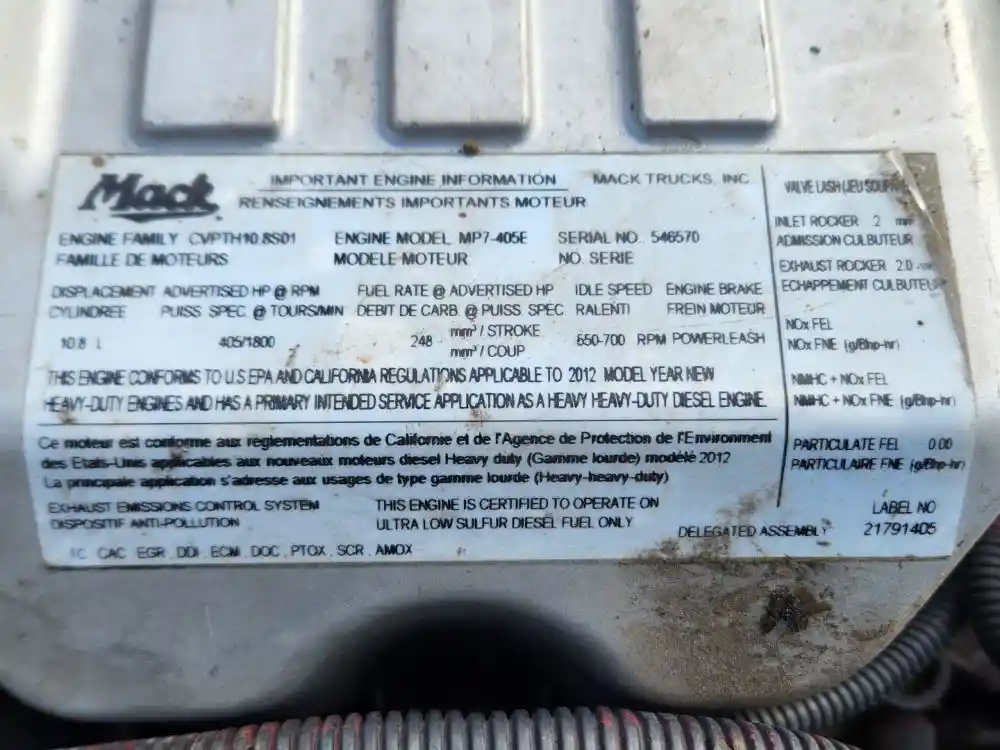 Mack IMPORTANT ENGINE INFORMATION MACK TRUCKS, INC.
RENSEIGNEMENTS IMPORTANTS MOTEUR
ENGINE FAMILY CVPTH10.8S01 ENGINE MODEL MP7-405E SERIAL NO. 546570
FAMILLE DE MOTEURS MODELE MOTEUR NO. SERIE
DISPLACEMENT ADVERTISED HP @ RPM FUEL RATE @ ADVERTISED HP IDLE SPEED ENGINE BRAKE
CYLINDREE PUISS SPEC @ TOURS/MIN DEBIT DE CARB @ PUISS SPEC RALENTI FREIN MOTEUR
10.8 L 405/1800 248 mm³ / STROKE 650-700 RPM POWERLEASH
mm³ / COUP
THIS ENGINE CONFORMS TO U.S EPA AND CALIFORNIA REGULATIONS APPLICABLE TO 2012 MODEL YEAR NEW
HEAVY-DUTY ENGINES AND HAS A PRIMARY INTENDED SERVICE APPLICATION AS A HEAVY HEAVY-DUTY DIESEL ENGINE.
Ce moteur est conforme aux reglementations de Californie et de l'Agence de Protection de l'Environment
des Etats-Unis applicables aux nouveaux moteurs diesel Heavy duty (Gamme lourde) modélé 2012
La principale application s'adresse aux usages de type gamme lourde (Heavy-heavy-duty)
EXHAUST EMISSIONS CONTROL SYSTEM THIS ENGINE IS CERTIFIED TO OPERATE ON
DISPOSITIF ANTI-POLLUTION ULTRA LOW SULFUR DIESEL FUEL ONLY
TC, CAC, EGR, DDI, ECM, DOC, PTOX, SCR, AMOX
DELEGATED ASSEMBLY
VALVE LASH (JEU
INLET ROCKER .2 mm
ADMISSION CULBUTEUR
EXHAUST ROCKER 2.0
ECHAPPEMENT CULBUTEUR
NOx FEL
NOx FNE (g/Bhp-hr)
NMHC + NOx FEL
NMHC + NOx FNE (g/Bhp-hr)
PARTICULATE FEL 0.00
PARTICULAIRE FNE (g/Bhp-hr)
LABEL NO
21791405